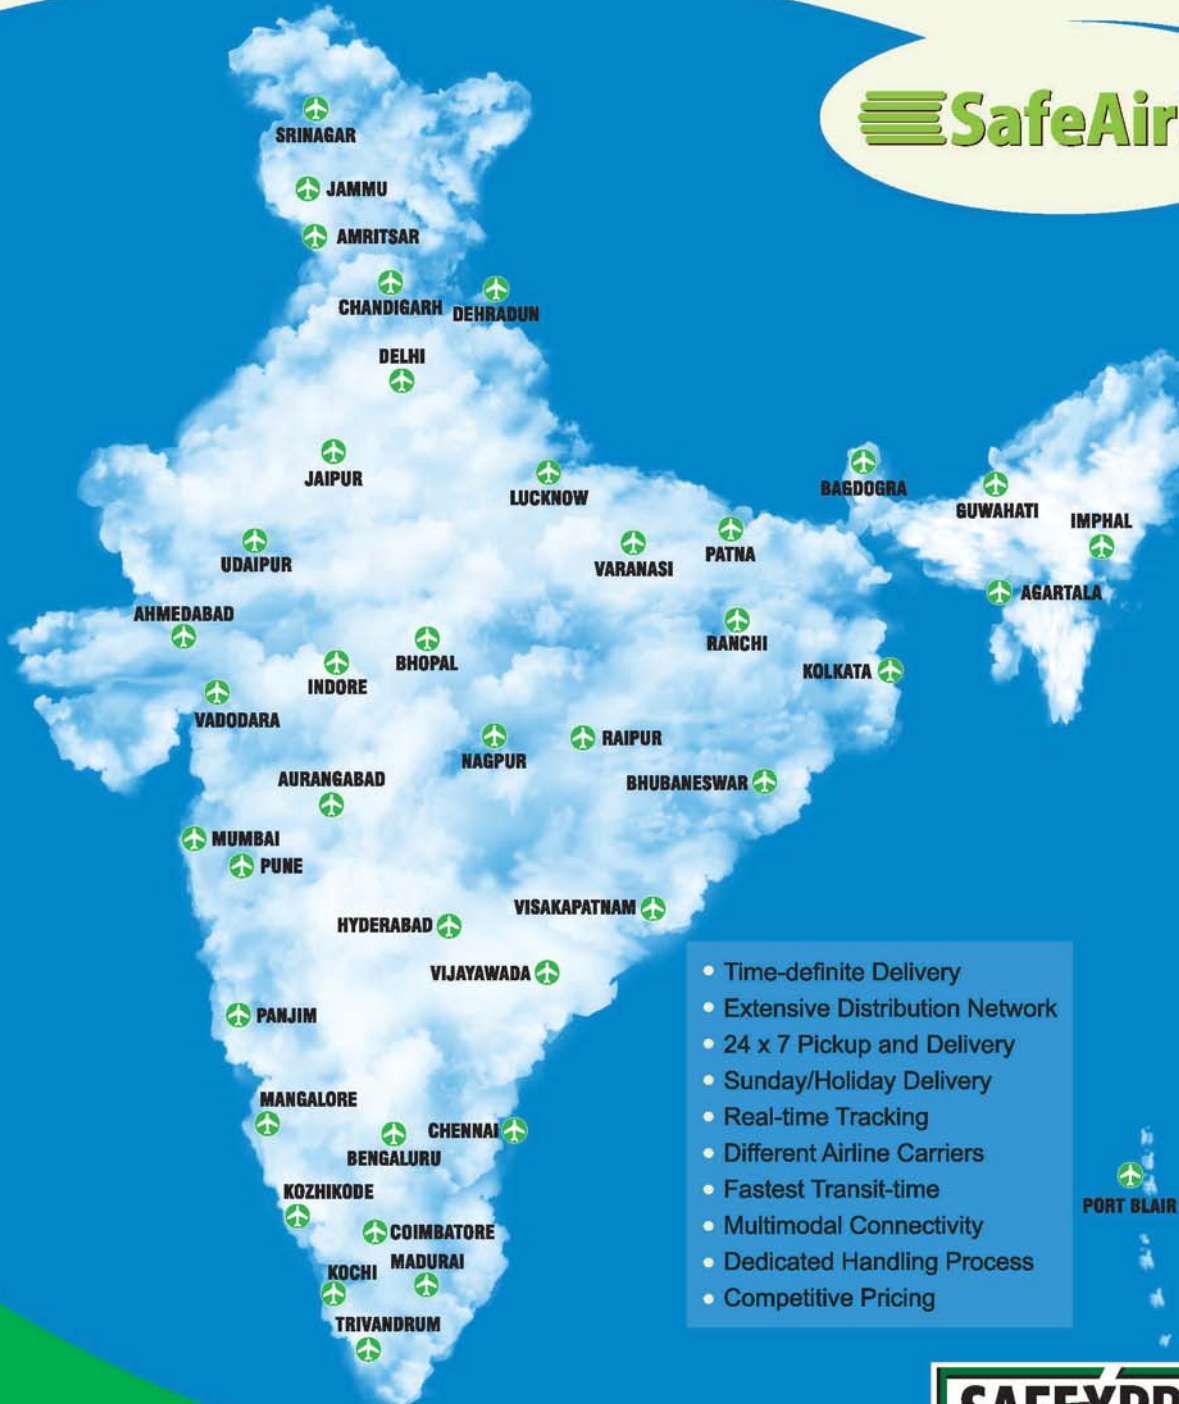 SafeAir
SRINAGAR
JAMMU
AMRITSAR
CHANDIGARH
DEHRADUN
DELHI
JAIPUR
LUCKNOW
BAGDOGRA
GUWAHATI
IMPHAL
UDAIPUR
VARANASI
PATNA
AGARTALA
AHMEDABAD
RANCHI
BHOPAL
KOLKATA
INDORE
VADODARA
NAGPUR
RAIPUR
AURANGABAD
BHUBANESWAR
MUMBAI
PUNE
VISAKAPATNAM
HYDERABAD
VIJAYAWADA
PANJIM
MANGALORE
CHENNAI
BENGALURU
KOZHIKODE
COIMBATORE
MADURAI
KOCHI
TRIVANDRUM
• Time-definite Delivery
• Extensive Distribution Network
• 24 x 7 Pickup and Delivery
• Sunday/Holiday Delivery
• Real-time Tracking
• Different Airline Carriers
• Fastest Transit-time
• Multimodal Connectivity
• Dedicated Handling Process
• Competitive Pricing
PORT BLAIR